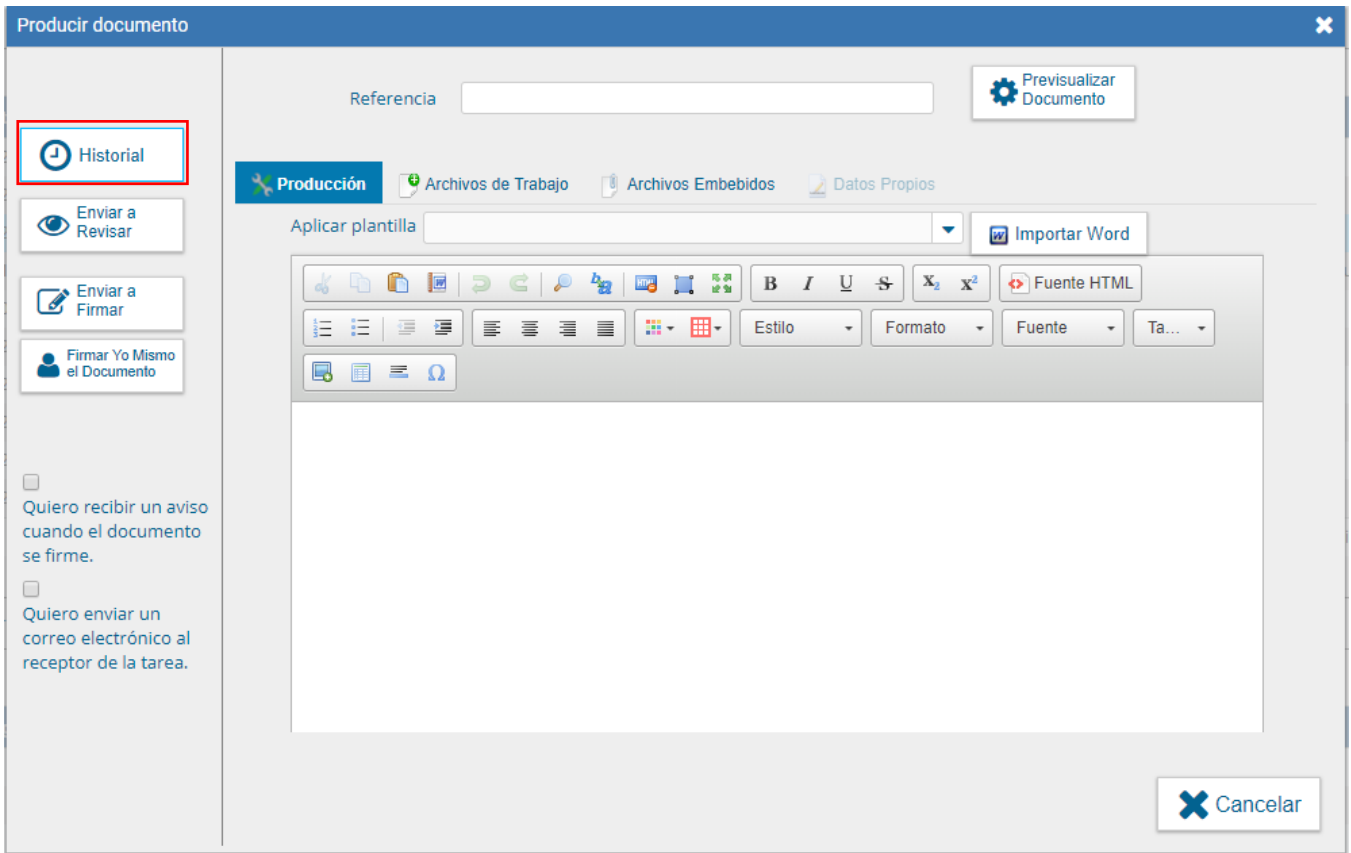 Producir documento
Referencia
Previsualizar
Documento
Historial
Enviar a
Revisar
Enviar a
Firmar
Firmar Yo Mismo
el Documento
Quiero recibir un aviso
cuando el documento
se firme.
Quiero enviar un
correo electrónico al
receptor de la tarea.
Producción Archivos de Trabajo Archivos Embebidos Datos Propios
Aplicar plantilla Importar Word
B I U S X₂ X² Fuente HTML
Estilo Formato Fuente Ta...
Ω
Cancelar